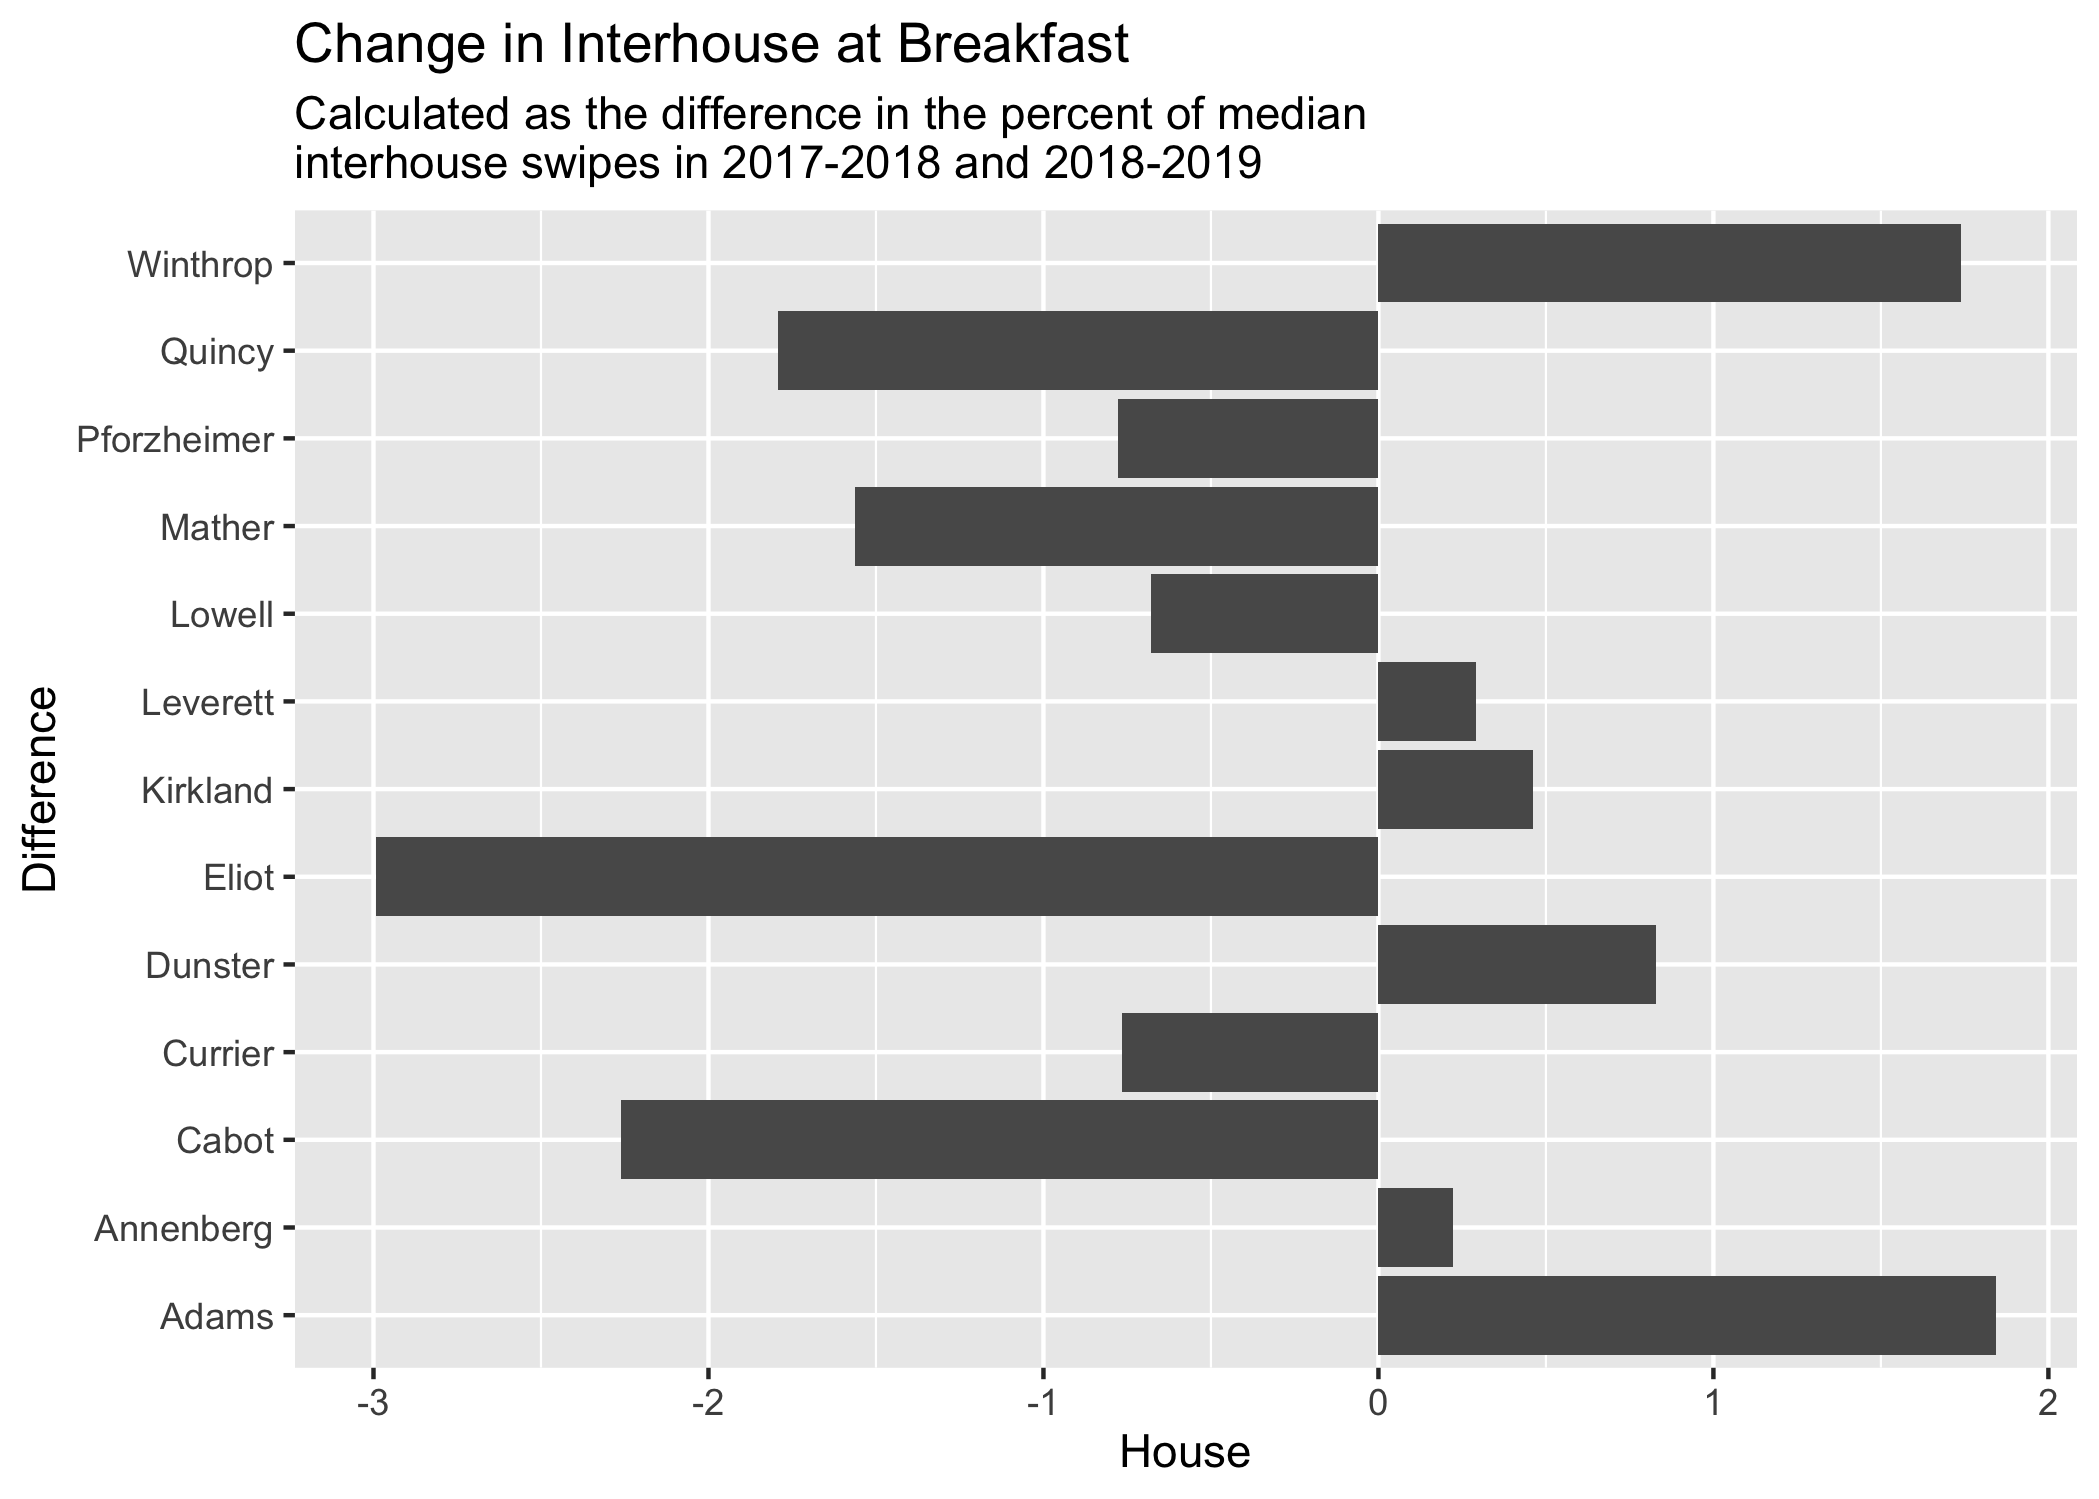 Change in Interhouse at Breakfast
Calculated as the difference in the percent of median
interhouse swipes in 2017-2018 and 2018-2019
Winthrop
Quincy
Pforzheimer
Mather
Lowell
Leverett
Kirkland
Eliot
Dunster
Currier
Cabot
Annenberg
Adams
Difference
-3 -2 -1 0 1 2
House